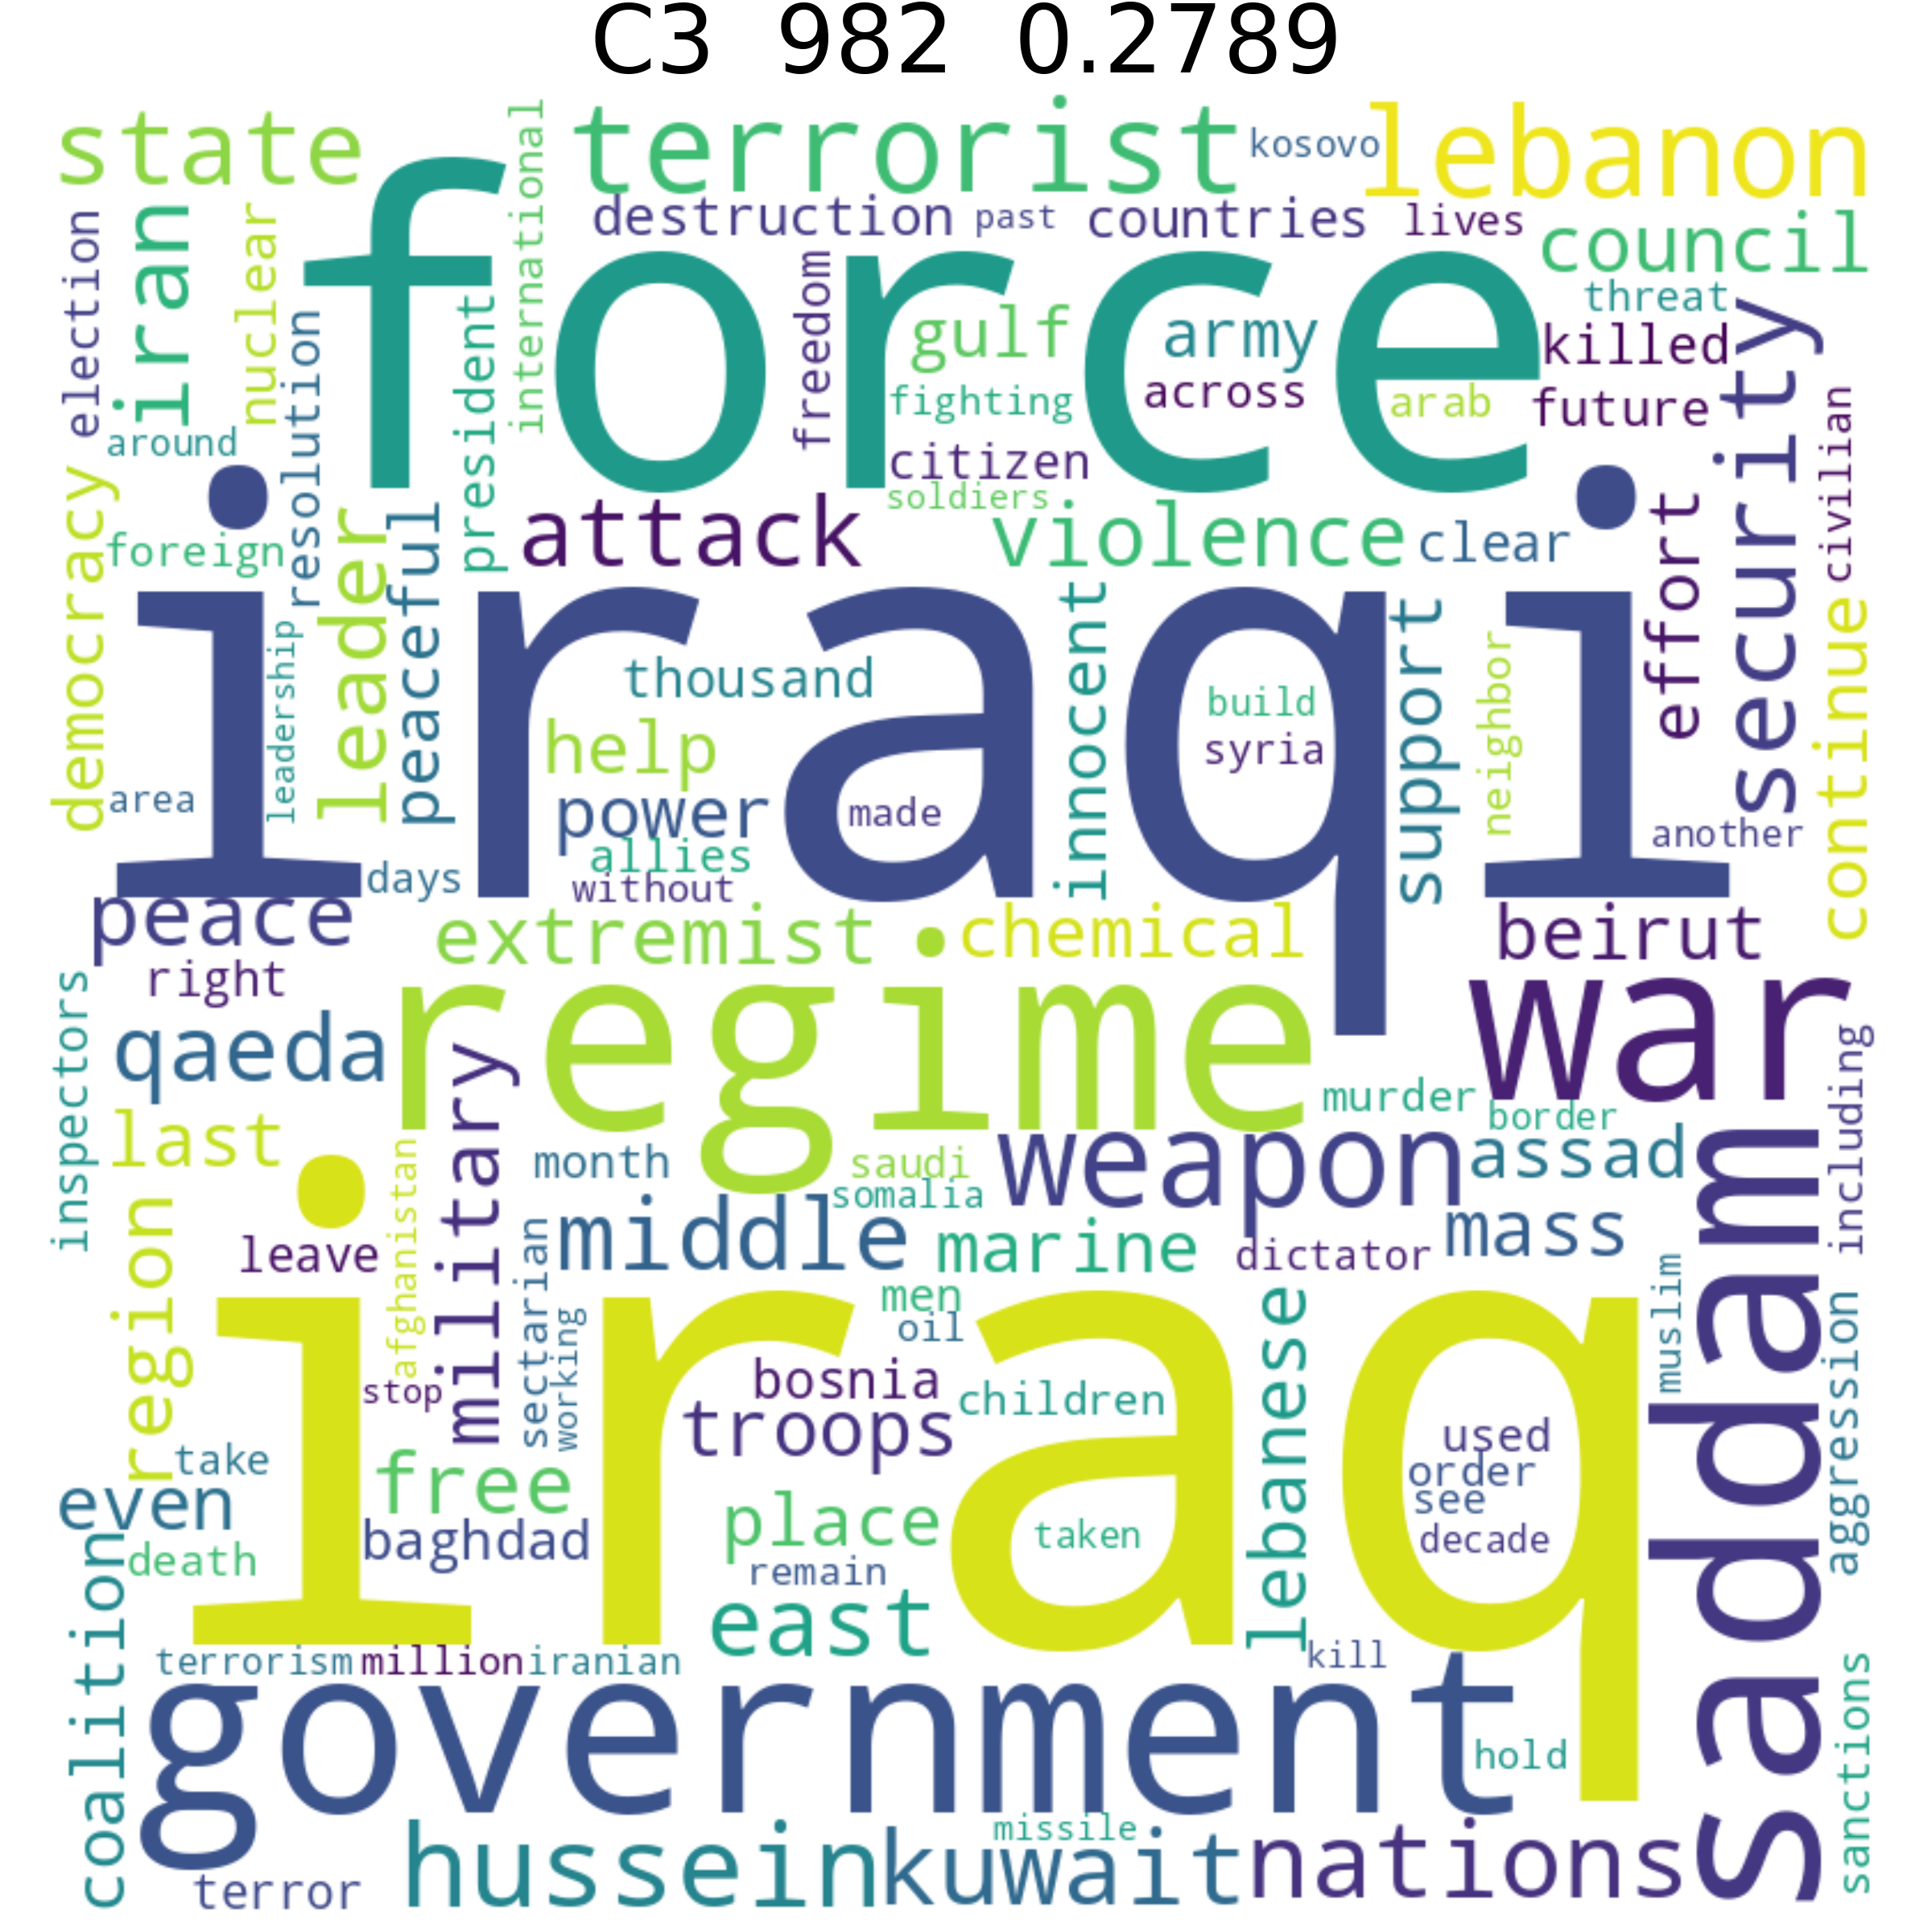 C3 982 0.2789
state
terrorist
kosovo
lebanon
international
election
iran
nuclear
force
destruction
past
countries
lives
council
threat
resolution
president
freedom
gulf
army
killed
security
fighting
across
arab
future
around
citizen
civilian
democracy
foreign
leader
peaceful
attack
soldiers
violence
clear
effort
iraqi
leadership
thousand
innocent
build
support
neighbor
continue
help
syria
area
power
made
another
allies
days
without
peace
extremist
chemical
beirut
right
inspectors
qaeda
regime
war
military
murder
border
including
last
month
saudi
weapon
assad
somalia
afghanistan
region
leave
sectarian
middle
marine
dictator
mass
saddam
men
oil
working
muslim
iraq
stop
bosnia
children
lebanese
aggression
troops
used
order
see
decade
take
even
free
place
taken
baghdad
death
remain
coalition
east
terrorism
million
iranian
kill
government
hold
sanctions
missile
terror
hussein
kuwait
nations